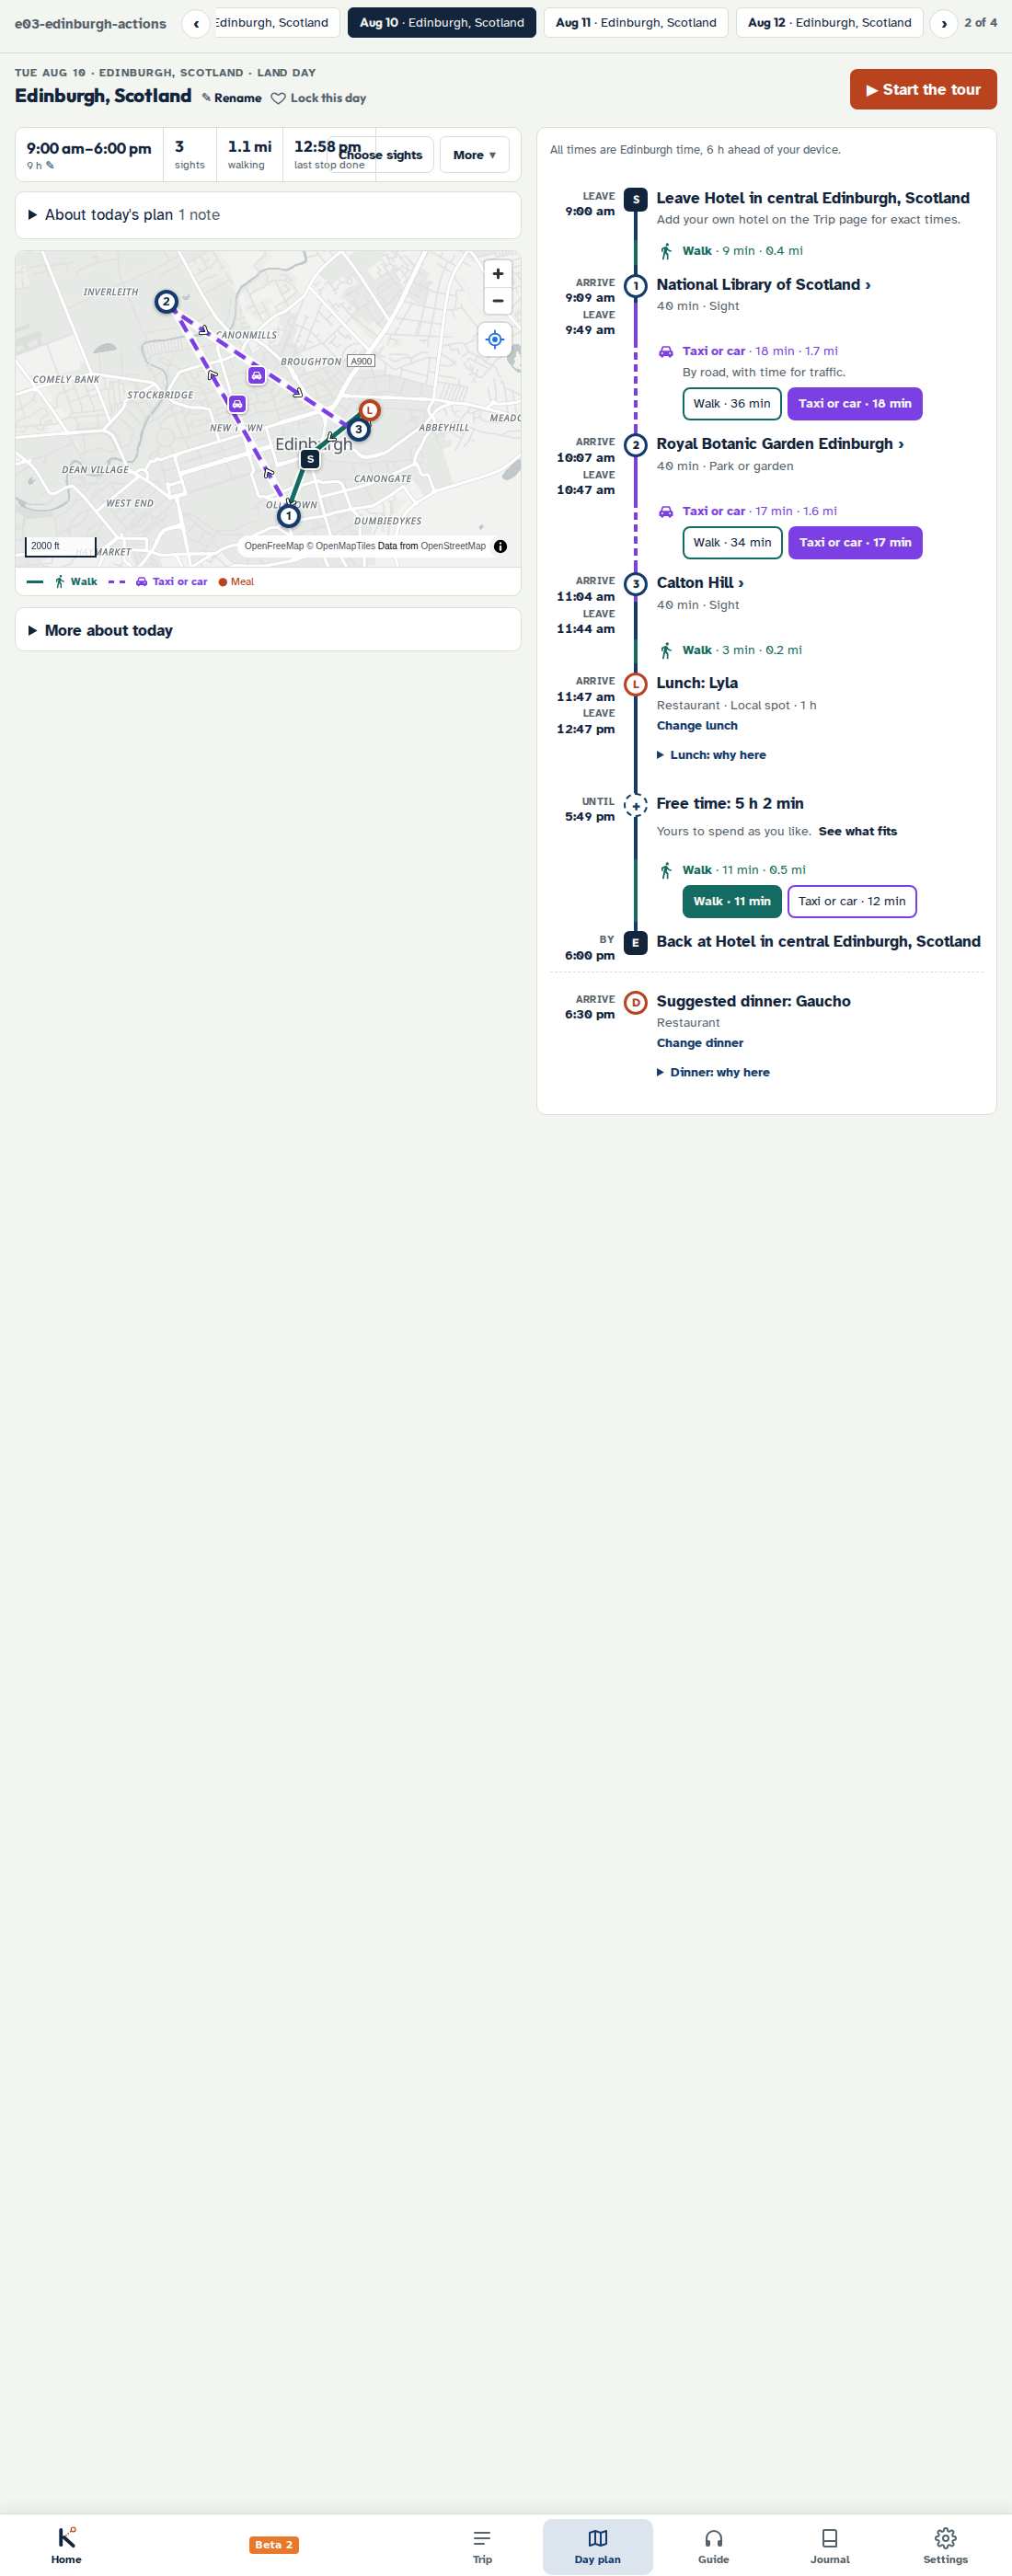 e03-edinburgh-actions
‹
Edinburgh, Scotland
Aug 10 · Edinburgh, Scotland
Aug 11 · Edinburgh, Scotland
Aug 12 · Edinburgh, Scotland
›
2 of 4
TUE AUG 10 · EDINBURGH, SCOTLAND · LAND DAY
Edinburgh, Scotland
✎ Rename
Lock this day
▶ Start the tour
9:00 am–6:00 pm
9 h ✎
3
sights
1.1 mi
walking
12:58 pm
last stop done
Choose sights
More ▾
▶ About today's plan 1 note
INVERLEITH
2
CANONMILLS
BROUGHTON
A900
COMELY BANK
STOCKBRIDGE
L
3
MEADO
NEW TOWN
ABBEYHILL
Edinburgh
S
DEAN VILLAGE
CANONGATE
WEST END
OLD TOWN
1
DUMBIEDYKES
2000 ft
MARKET
+
−
OpenFreeMap © OpenMapTiles Data from OpenStreetMap
Walk
Taxi or car
Meal
▶ More about today
All times are Edinburgh time, 6 h ahead of your device.
LEAVE
9:00 am
S
Leave Hotel in central Edinburgh, Scotland
Add your own hotel on the Trip page for exact times.
Walk · 9 min · 0.4 mi
ARRIVE
9:09 am
LEAVE
9:49 am
1
National Library of Scotland ›
40 min · Sight
Taxi or car · 18 min · 1.7 mi
By road, with time for traffic.
Walk · 36 min
Taxi or car · 18 min
ARRIVE
10:07 am
LEAVE
10:47 am
2
Royal Botanic Garden Edinburgh ›
40 min · Park or garden
Taxi or car · 17 min · 1.6 mi
Walk · 34 min
Taxi or car · 17 min
ARRIVE
11:04 am
LEAVE
11:44 am
3
Calton Hill ›
40 min · Sight
Walk · 3 min · 0.2 mi
ARRIVE
11:47 am
LEAVE
12:47 pm
L
Lunch: Lyla
Restaurant · Local spot · 1 h
Change lunch
▶ Lunch: why here
UNTIL
5:49 pm
+
Free time: 5 h 2 min
Yours to spend as you like. See what fits
Walk · 11 min · 0.5 mi
Walk · 11 min
Taxi or car · 12 min
BY
6:00 pm
E
Back at Hotel in central Edinburgh, Scotland
ARRIVE
6:30 pm
D
Suggested dinner: Gaucho
Restaurant
Change dinner
▶ Dinner: why here
Home
Beta 2
Trip
Day plan
Guide
Journal
Settings